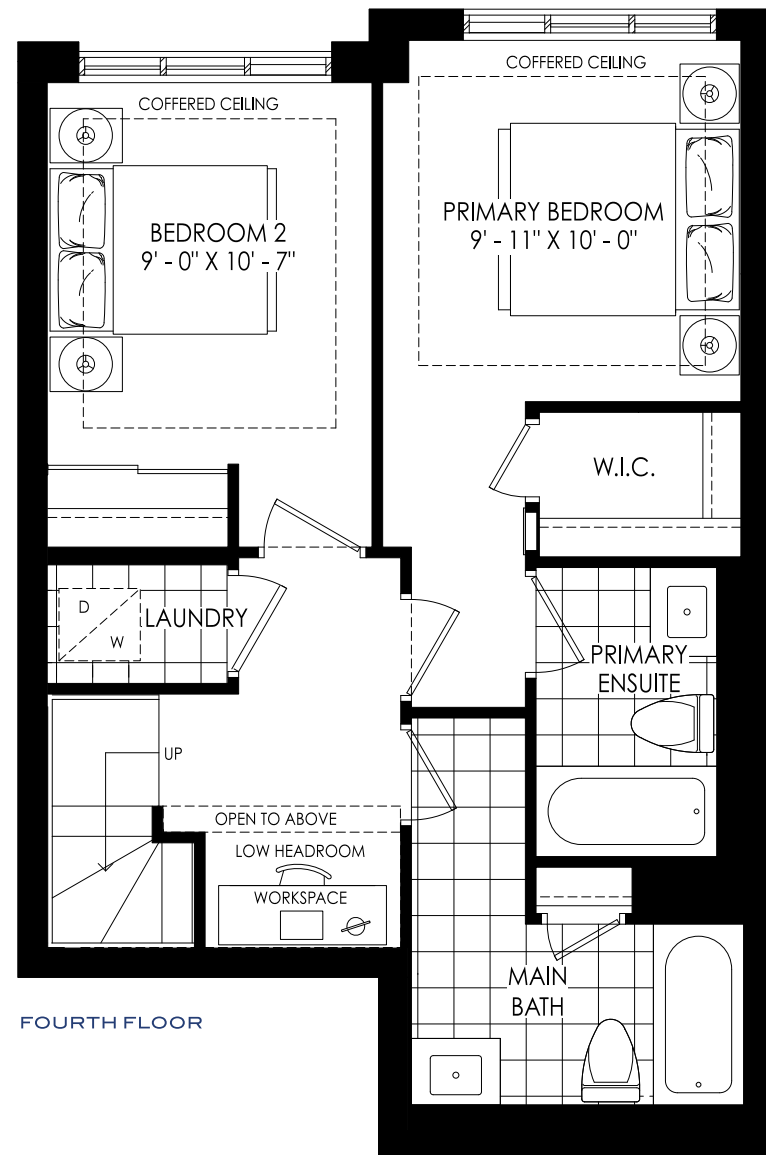 COFFERED CEILING
COFFERED CEILING
BEDROOM 2
9' - 0" X 10' - 7"
PRIMARY BEDROOM
9' - 11" X 10' - 0"
W.I.C.
D
W
LAUNDRY
PRIMARY
ENSUITE
UP
OPEN TO ABOVE
LOW HEADROOM
WORKSPACE
MAIN
BATH
FOURTH FLOOR